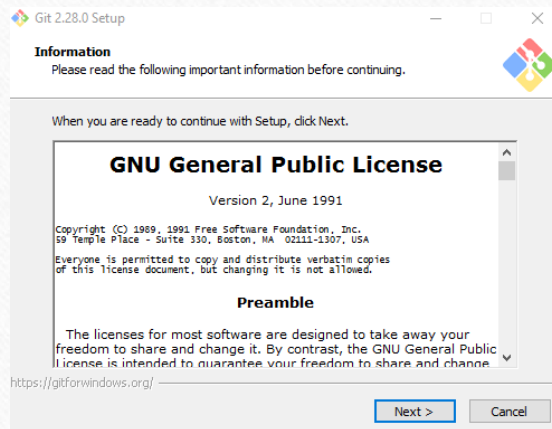 Git 2.28.0 Setup
Information
Please read the following important information before continuing.
When you are ready to continue with Setup, click Next.
GNU General Public License
Version 2, June 1991
Copyright (C) 1989, 1991 Free Software Foundation, Inc.
59 Temple Place - Suite 330, Boston, MA  02111-1307, USA
Everyone is permitted to copy and distribute verbatim copies
of this license document, but changing it is not allowed.
Preamble
The licenses for most software are designed to take away your
freedom to share and change it. By contrast, the GNU General Public
License is intended to guarantee your freedom to share and change
https://gitforwindows.org/
Next >
Cancel